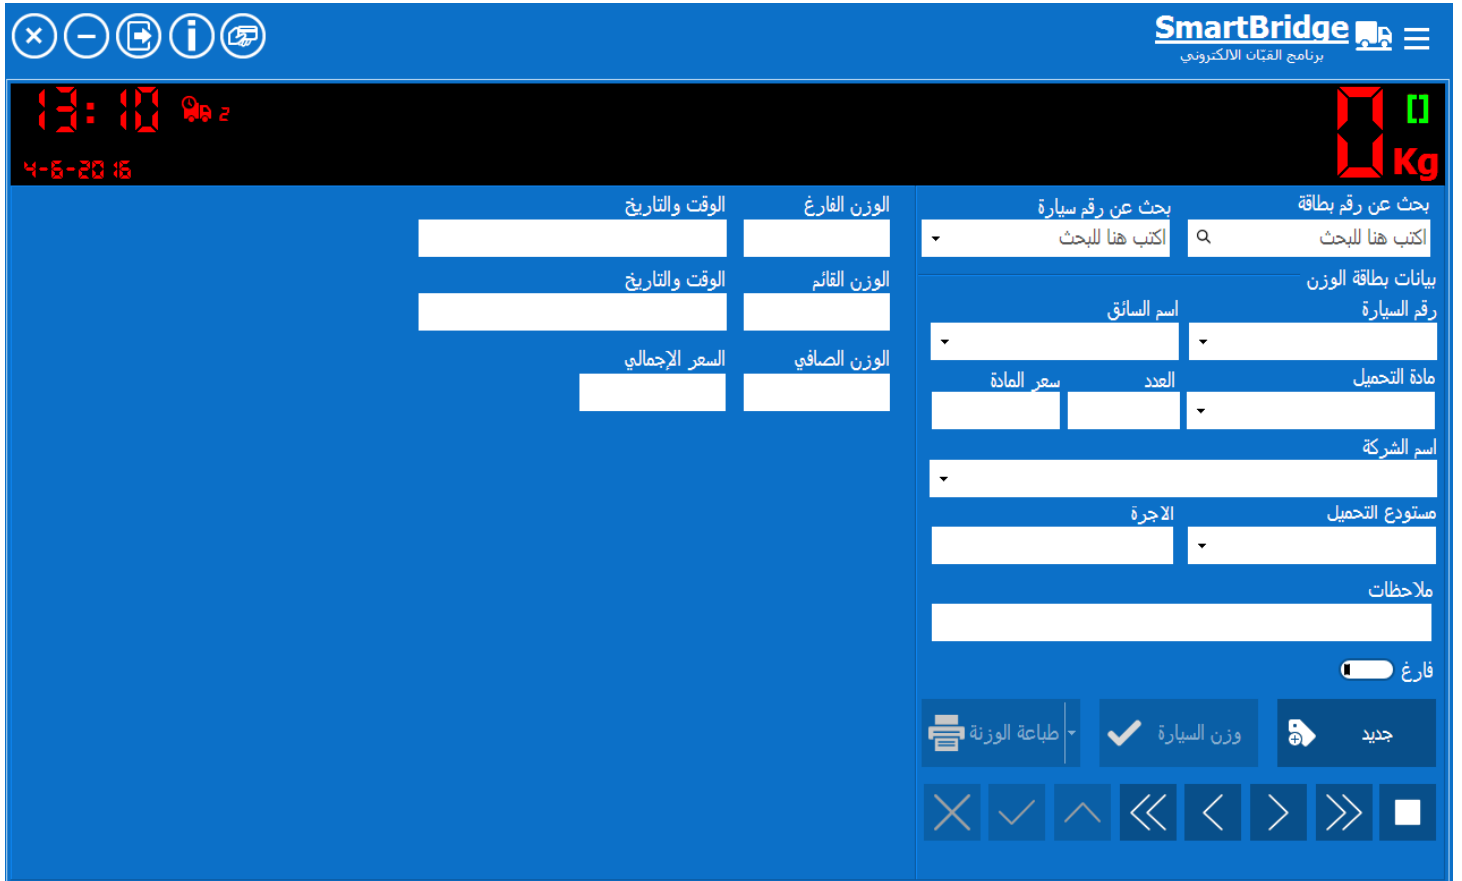 SmartBridge
برنامج القبّان الالكتروني
13:10
2
4-6-2016
0
Kg
بحث عن رقم بطاقة
بحث عن رقم سيارة
اكتب هنا للبحث
اكتب هنا للبحث
بيانات بطاقة الوزن
رقم السيارة
اسم السائق
مادة التحميل
العدد
سعر المادة
اسم الشركة
مستودع التحميل
الاجرة
ملاحظات
فارغ
جديد
وزن السيارة
طباعة الوزنة
الوزن الفارغ
الوقت والتاريخ
الوزن القائم
الوقت والتاريخ
الوزن الصافي
السعر الإجمالي